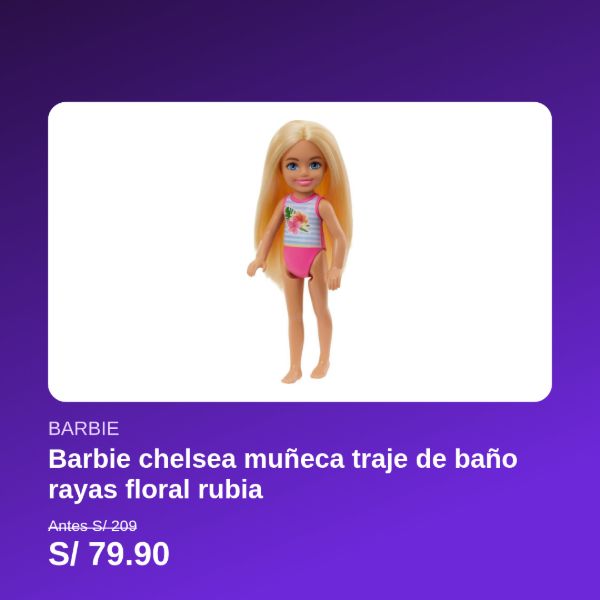 BARBIE
Barbie chelsea muñeca traje de baño
rayas floral rubia
Antes S/ 209
S/ 79.90